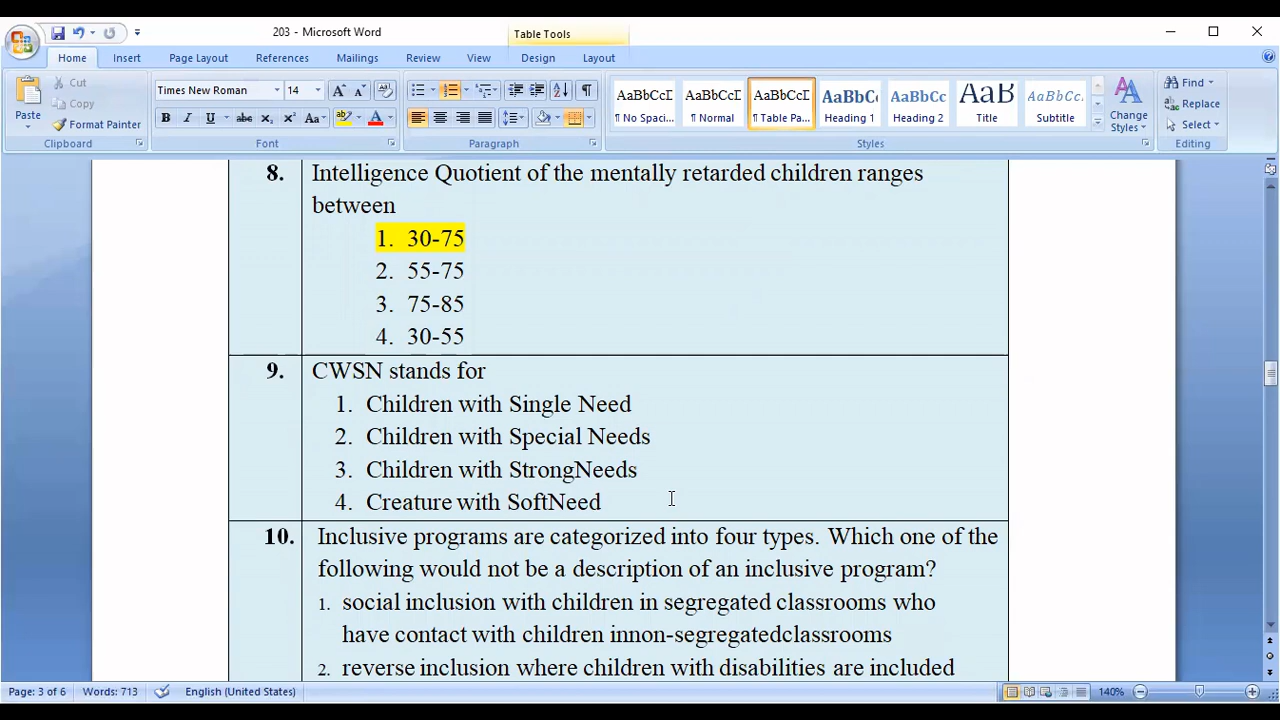 203 - Microsoft Word
Table Tools
Home Insert Page Layout References Mailings Review View Design Layout
Paste
Cut
Copy
Format Painter
Clipboard
Times New Roman 14
Font
Paragraph
AaBbCcI AaBbCcI AaBbCcI AaBbCc AaBbCc AaB AaBbCc.
¶ No Spaci... ¶ Normal ¶ Table Pa... Heading 1 Heading 2 Title Subtitle
Change Styles
Styles
Find
Replace
Select
Editing
8. Intelligence Quotient of the mentally retarded children ranges
between
1. 30-75
2. 55-75
3. 75-85
4. 30-55
9. CWSN stands for
1. Children with Single Need
2. Children with Special Needs
3. Children with StrongNeeds
4. Creature with SoftNeed
10. Inclusive programs are categorized into four types. Which one of the
following would not be a description of an inclusive program?
1. social inclusion with children in segregated classrooms who
have contact with children innon-segregatedclassrooms
2. reverse inclusion where children with disabilities are included
Page: 3 of 6 Words: 713 English (United States) 140%